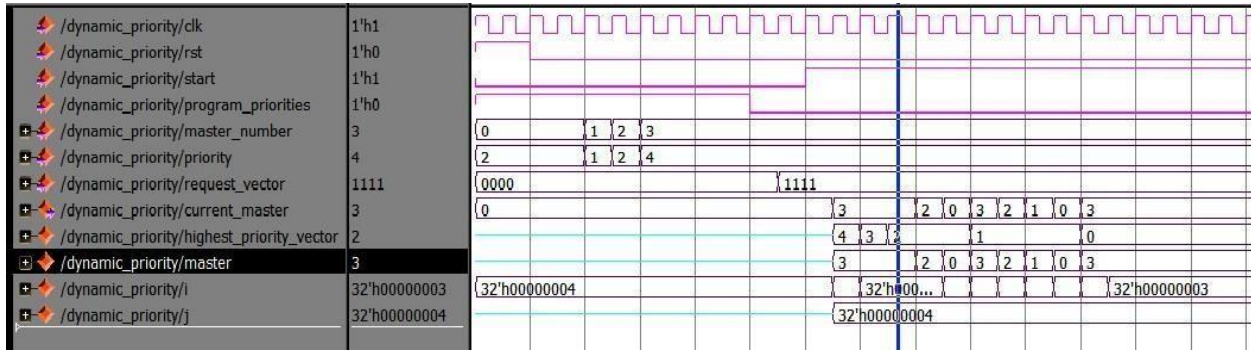 /dynamic_priority/clk 1'h1
/dynamic_priority/rst 1'h0
/dynamic_priority/start 1'h1
/dynamic_priority/program_priorities 1'h0
/dynamic_priority/master_number 3 0 1 2 3
/dynamic_priority/priority 4 2 1 2 4
/dynamic_priority/request_vector 1111 0000 1111
/dynamic_priority/current_master 3 0 3 2 0 3 2 1 0 3
/dynamic_priority/highest_priority_vector 2 4 3 2 1 0
/dynamic_priority/master 3 3 2 0 3 2 1 0 3
/dynamic_priority/i 32'h00000003 32'h00000004 32'h000... 32'h00000003
/dynamic_priority/j 32'h00000004 32'h00000004